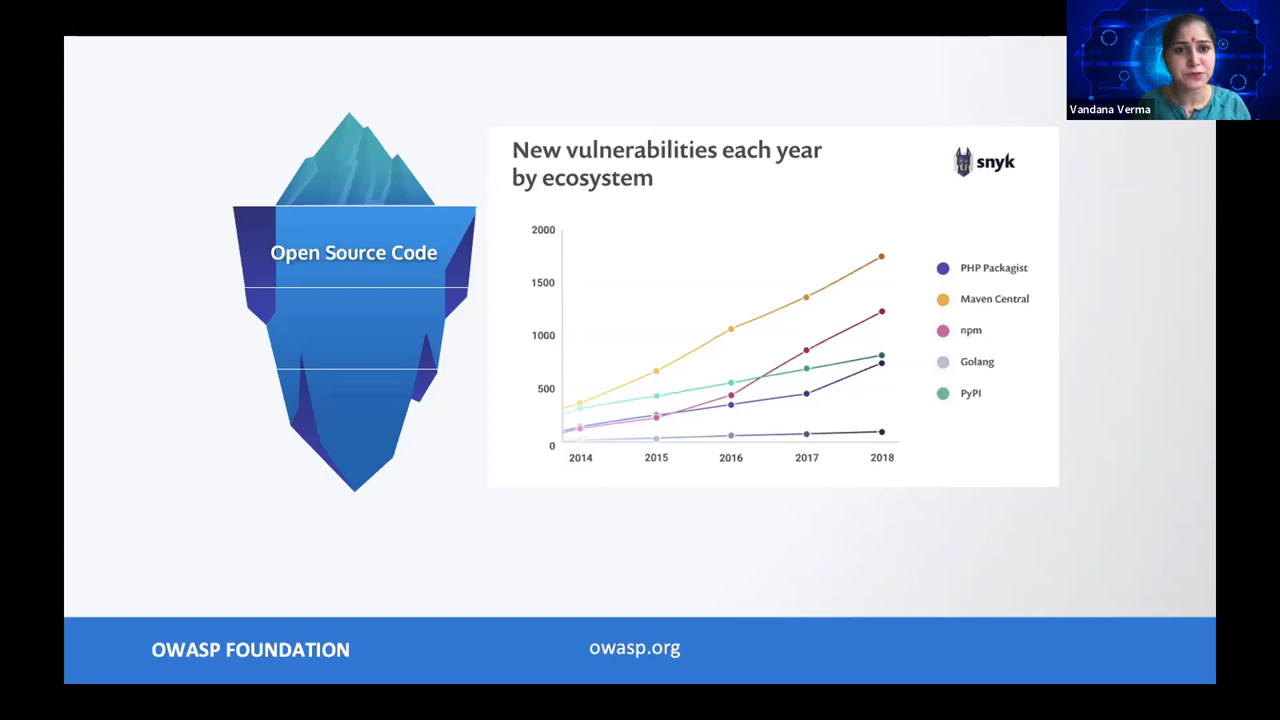 Vandana Verma
Open Source Code
New vulnerabilities each year
by ecosystem
snyk
2000
1500
1000
500
0
2014 2015 2016 2017 2018
PHP Packagist
Maven Central
npm
Golang
PyPI
OWASP FOUNDATION
owasp.org